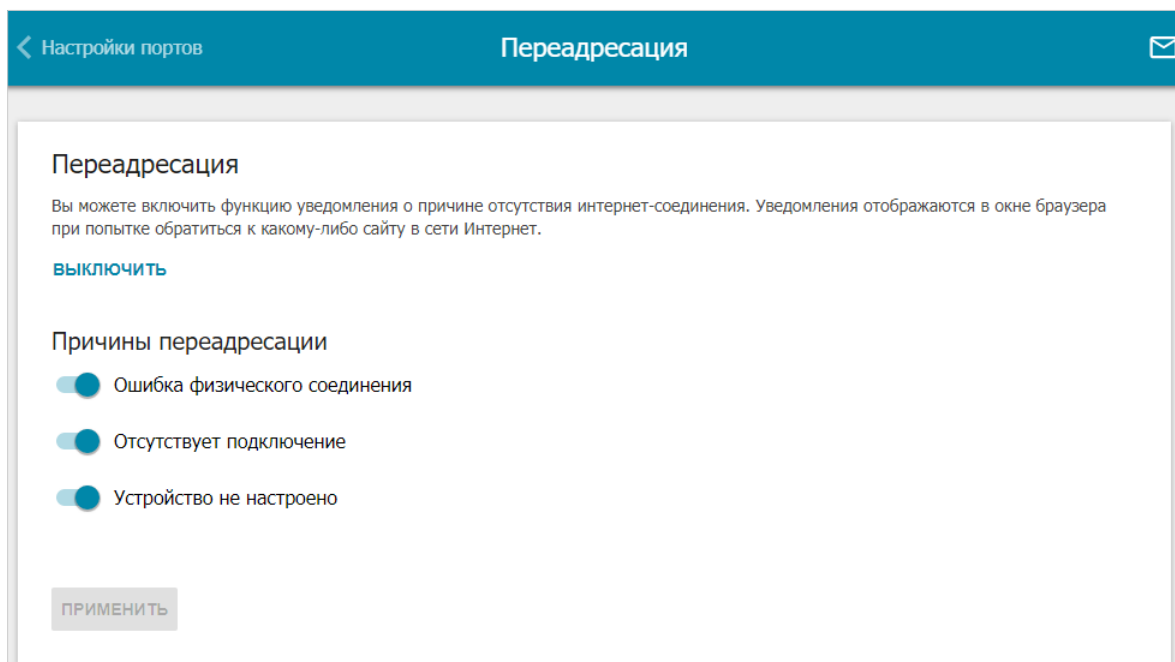 Настройки портов
Переадресация
Переадресация
Вы можете включить функцию уведомления о причине отсутствия интернет-соединения. Уведомления отображаются в окне браузера
при попытке обратиться к какому-либо сайту в сети Интернет.
ВЫКЛЮЧИТЬ
Причины переадресации
Ошибка физического соединения
Отсутствует подключение
Устройство не настроено
ПРИМЕНИТЬ